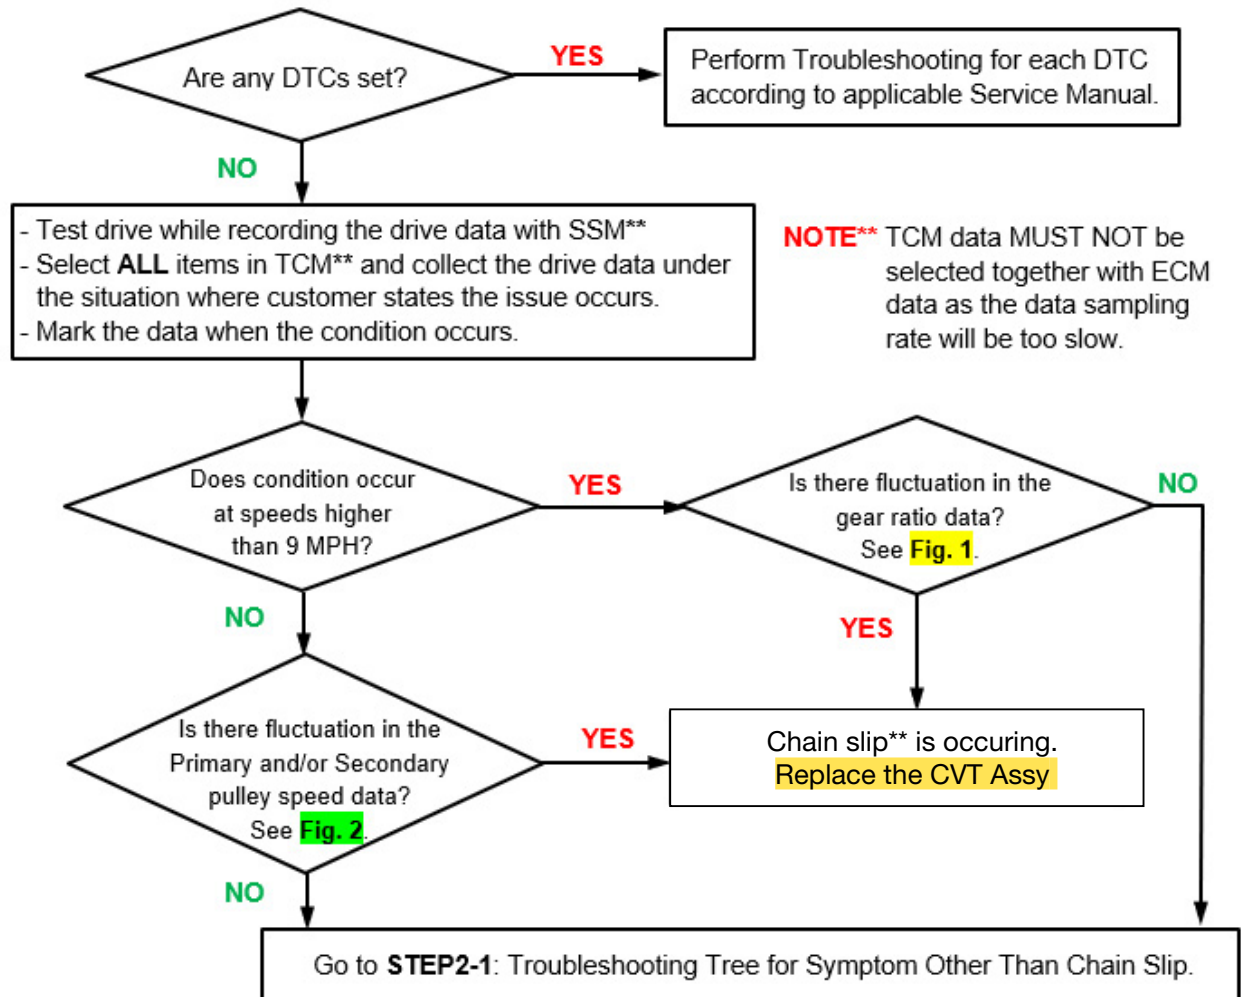 Are any DTCs set?
YES
Perform Troubleshooting for each DTC
according to applicable Service Manual.
NO
- Test drive while recording the drive data with SSM**
- Select ALL items in TCM** and collect the drive data under
the situation where customer states the issue occurs.
- Mark the data when the condition occurs.
NOTE** TCM data MUST NOT be
selected together with ECM
data as the data sampling
rate will be too slow.
Does condition occur
at speeds higher
than 9 MPH?
YES
Is there fluctuation in the
gear ratio data?
See Fig. 1.
NO
NO
YES
Is there fluctuation in the
Primary and/or Secondary
pulley speed data?
See Fig. 2.
YES
Chain slip** is occuring.
Replace the CVT Assy
NO
Go to STEP2-1: Troubleshooting Tree for Symptom Other Than Chain Slip.